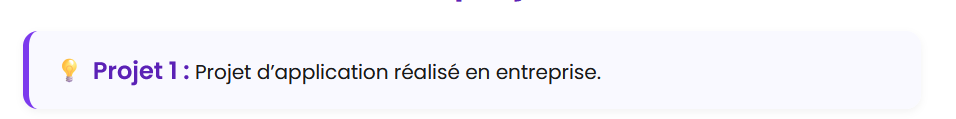 💡 Projet 1 : Projet d’application réalisé en entreprise.